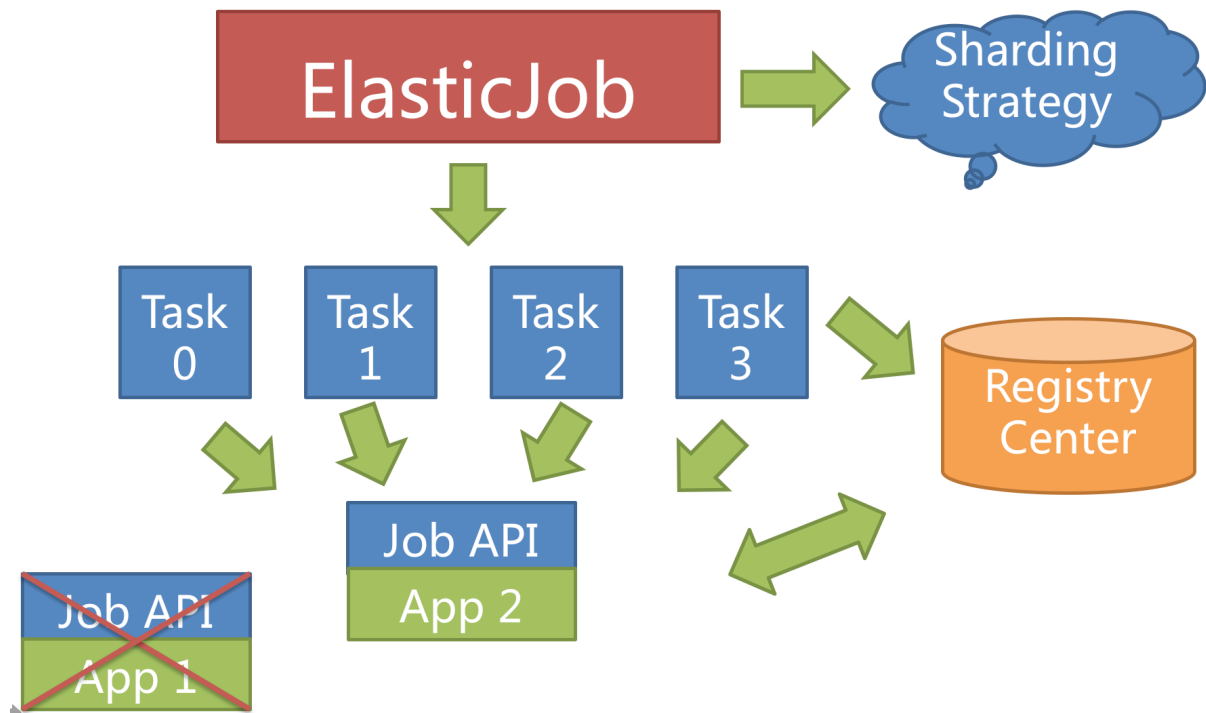 ElasticJob
Sharding
Strategy
Task
0
Task
1
Task
2
Task
3
Registry
Center
Job API
App 2
Job API
App 1